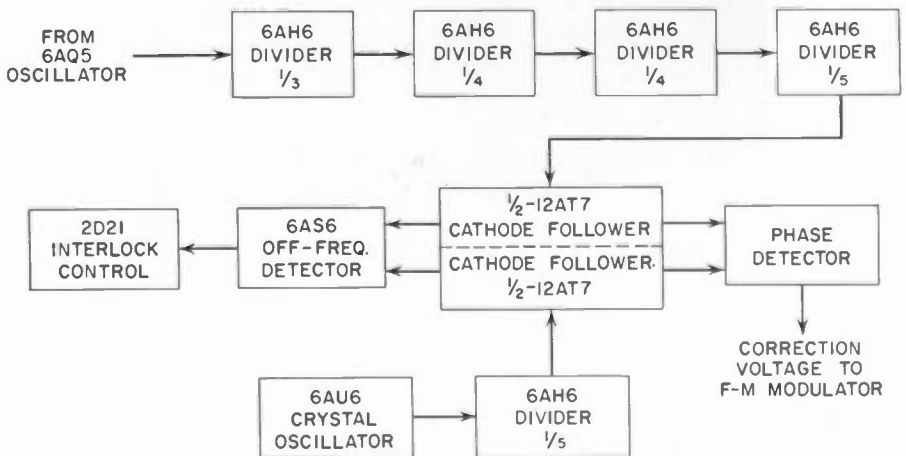 FROM
6AQ5
OSCILLATOR
6AH6
DIVIDER
1/3
6AH6
DIVIDER
1/4
6AH6
DIVIDER
1/4
6AH6
DIVIDER
1/5
2D21
INTERLOCK
CONTROL
6AS6
OFF-FREQ.
DETECTOR
1/2-12AT7
CATHODE FOLLOWER
CATHODE FOLLOWER.
1/2-12AT7
PHASE
DETECTOR
CORRECTION
VOLTAGE TO
F-M MODULATOR
6AU6
CRYSTAL
OSCILLATOR
6AH6
DIVIDER
1/5